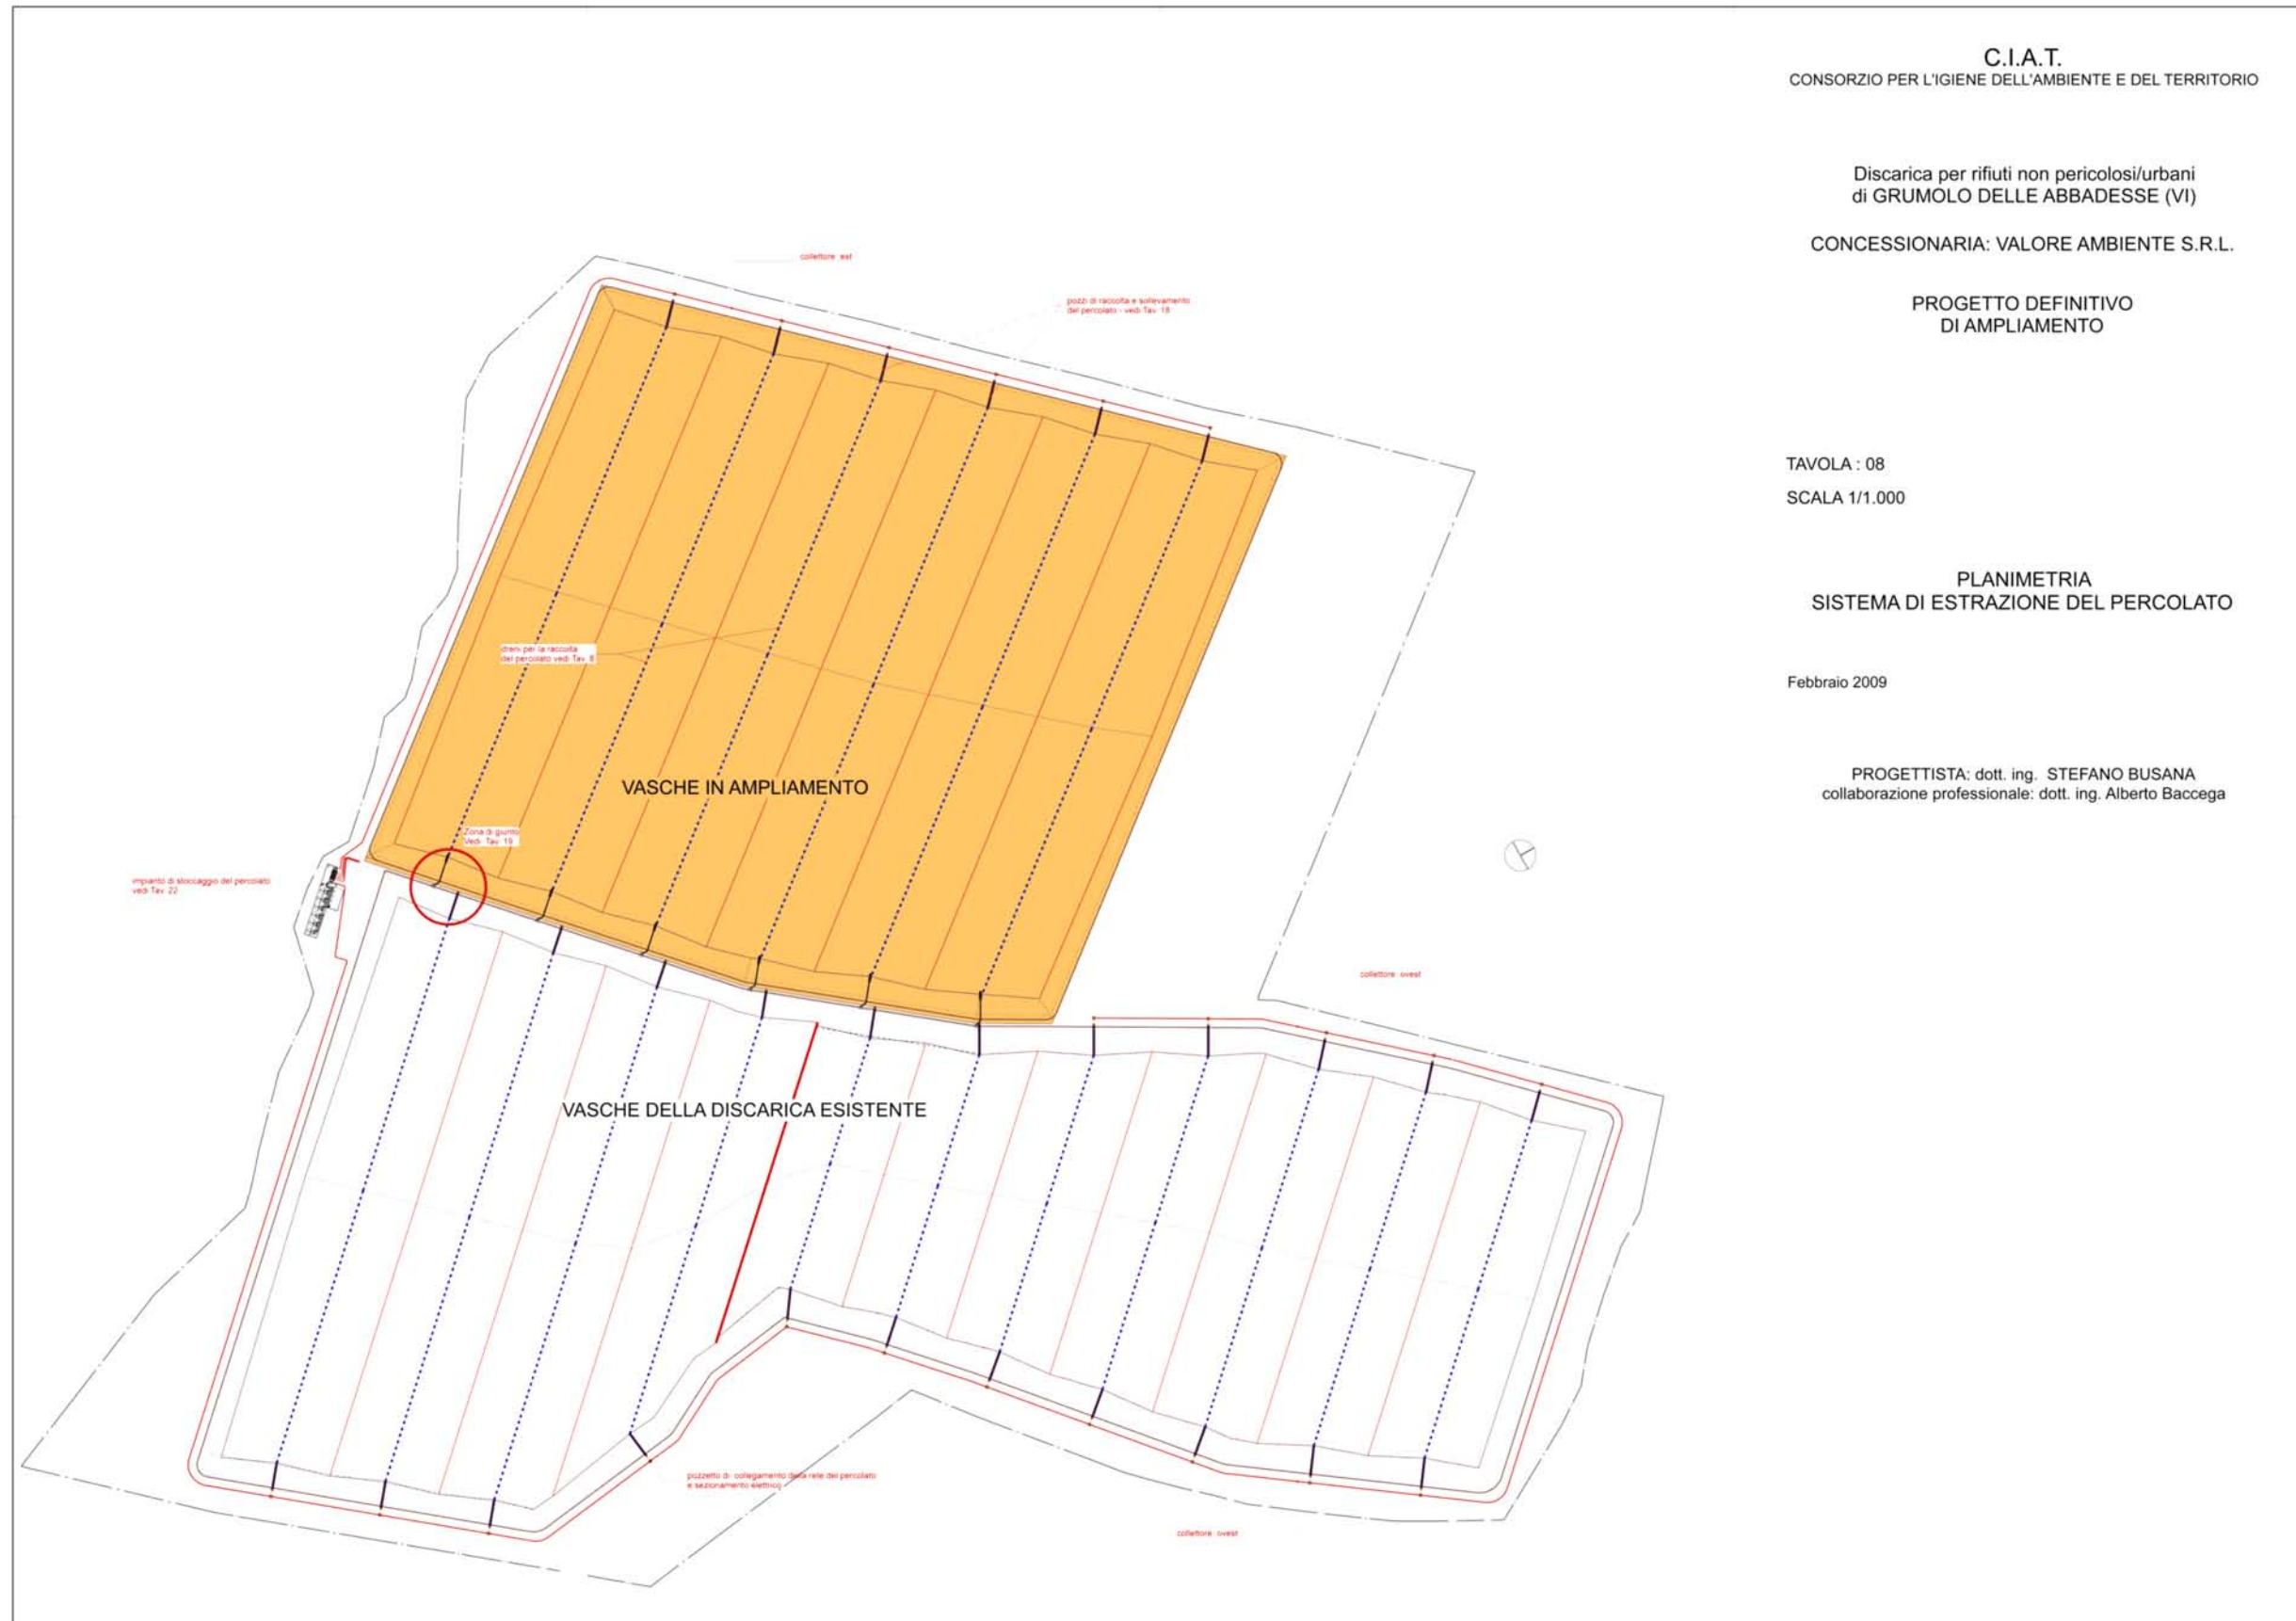 C.I.A.T.
CONSORZIO PER L'IGIENE DELL'AMBIENTE E DEL TERRITORIO
Discarica per rifiuti non pericolosi/urbani
di GRUMOLO DELLE ABBADESSE (VI)
CONCESSIONARIA: VALORE AMBIENTE S.R.L.
PROGETTO DEFINITIVO
DI AMPLIAMENTO
TAVOLA : 08
SCALA 1/1.000
PLANIMETRIA
SISTEMA DI ESTRAZIONE DEL PERCOLATO
Febbraio 2009
PROGETTISTA: dott. ing. STEFANO BUSANA
collaborazione professionale: dott. ing. Alberto Baccega
collettore est
pozzi di raccolta e sollevamento
del percolato - vedi Tav. 18
dreni per la raccolta
del percolato vedi Tav. 8
VASCHE IN AMPLIAMENTO
Zona di giunto
Vedi Tav. 19
impianto di stoccaggio del percolato
vedi Tav. 22
collettore ovest
VASCHE DELLA DISCARICA ESISTENTE
pozzetto di collegamento della rete del percolato
e sezionamento elettrico
collettore ovest